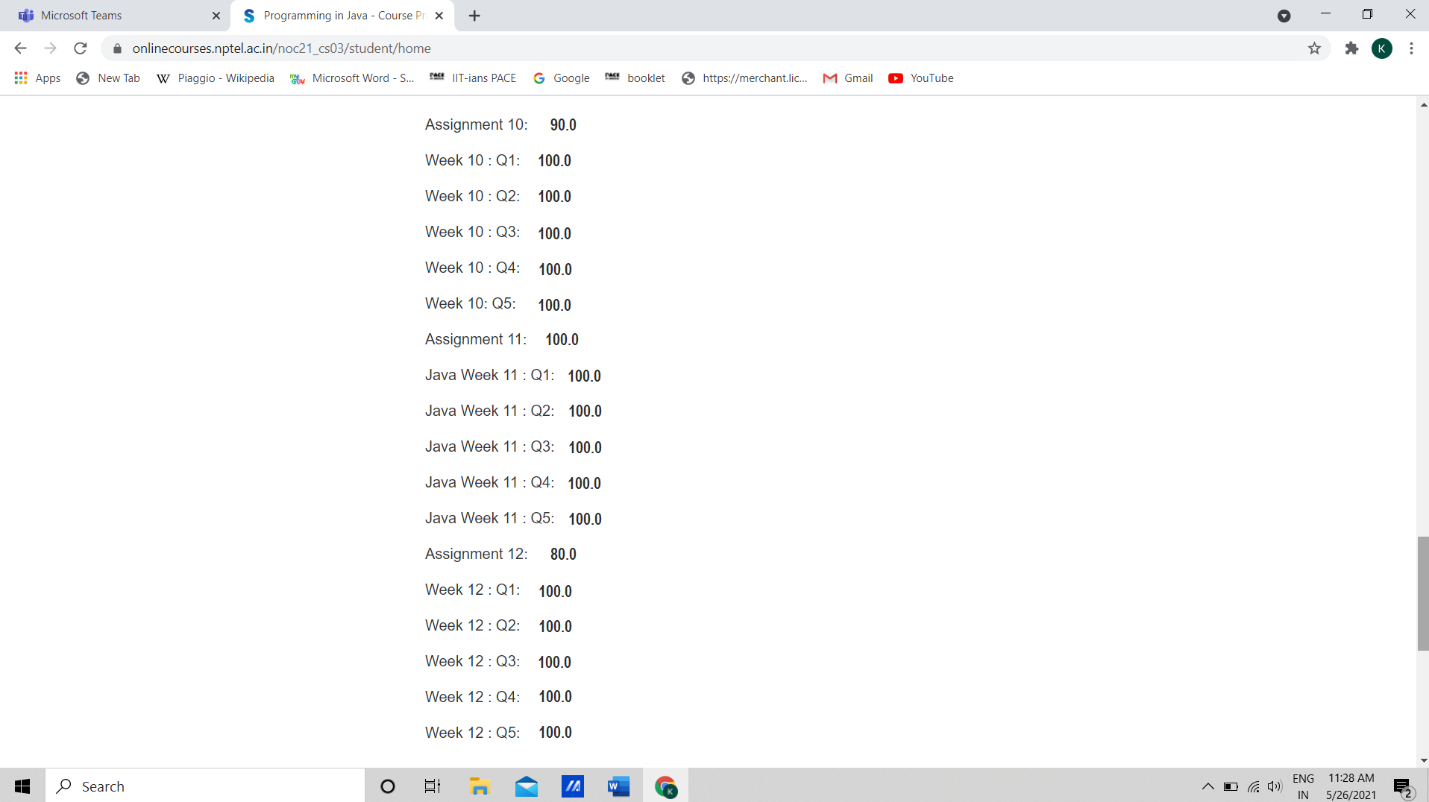 Microsoft Teams
Programming in Java - Course Pr
onlinecourses.nptel.ac.in/noc21_cs03/student/home
K
Apps New Tab Piaggio - Wikipedia Microsoft Word - S... IIT-ians PACE Google booklet https://merchant.lic... Gmail YouTube
Assignment 10: 90.0
Week 10 : Q1: 100.0
Week 10 : Q2: 100.0
Week 10 : Q3: 100.0
Week 10 : Q4: 100.0
Week 10: Q5: 100.0
Assignment 11: 100.0
Java Week 11 : Q1: 100.0
Java Week 11 : Q2: 100.0
Java Week 11 : Q3: 100.0
Java Week 11 : Q4: 100.0
Java Week 11 : Q5: 100.0
Assignment 12: 80.0
Week 12 : Q1: 100.0
Week 12 : Q2: 100.0
Week 12 : Q3: 100.0
Week 12 : Q4: 100.0
Week 12 : Q5: 100.0
Search
ENG 11:28 AM
IN 5/26/2021 2